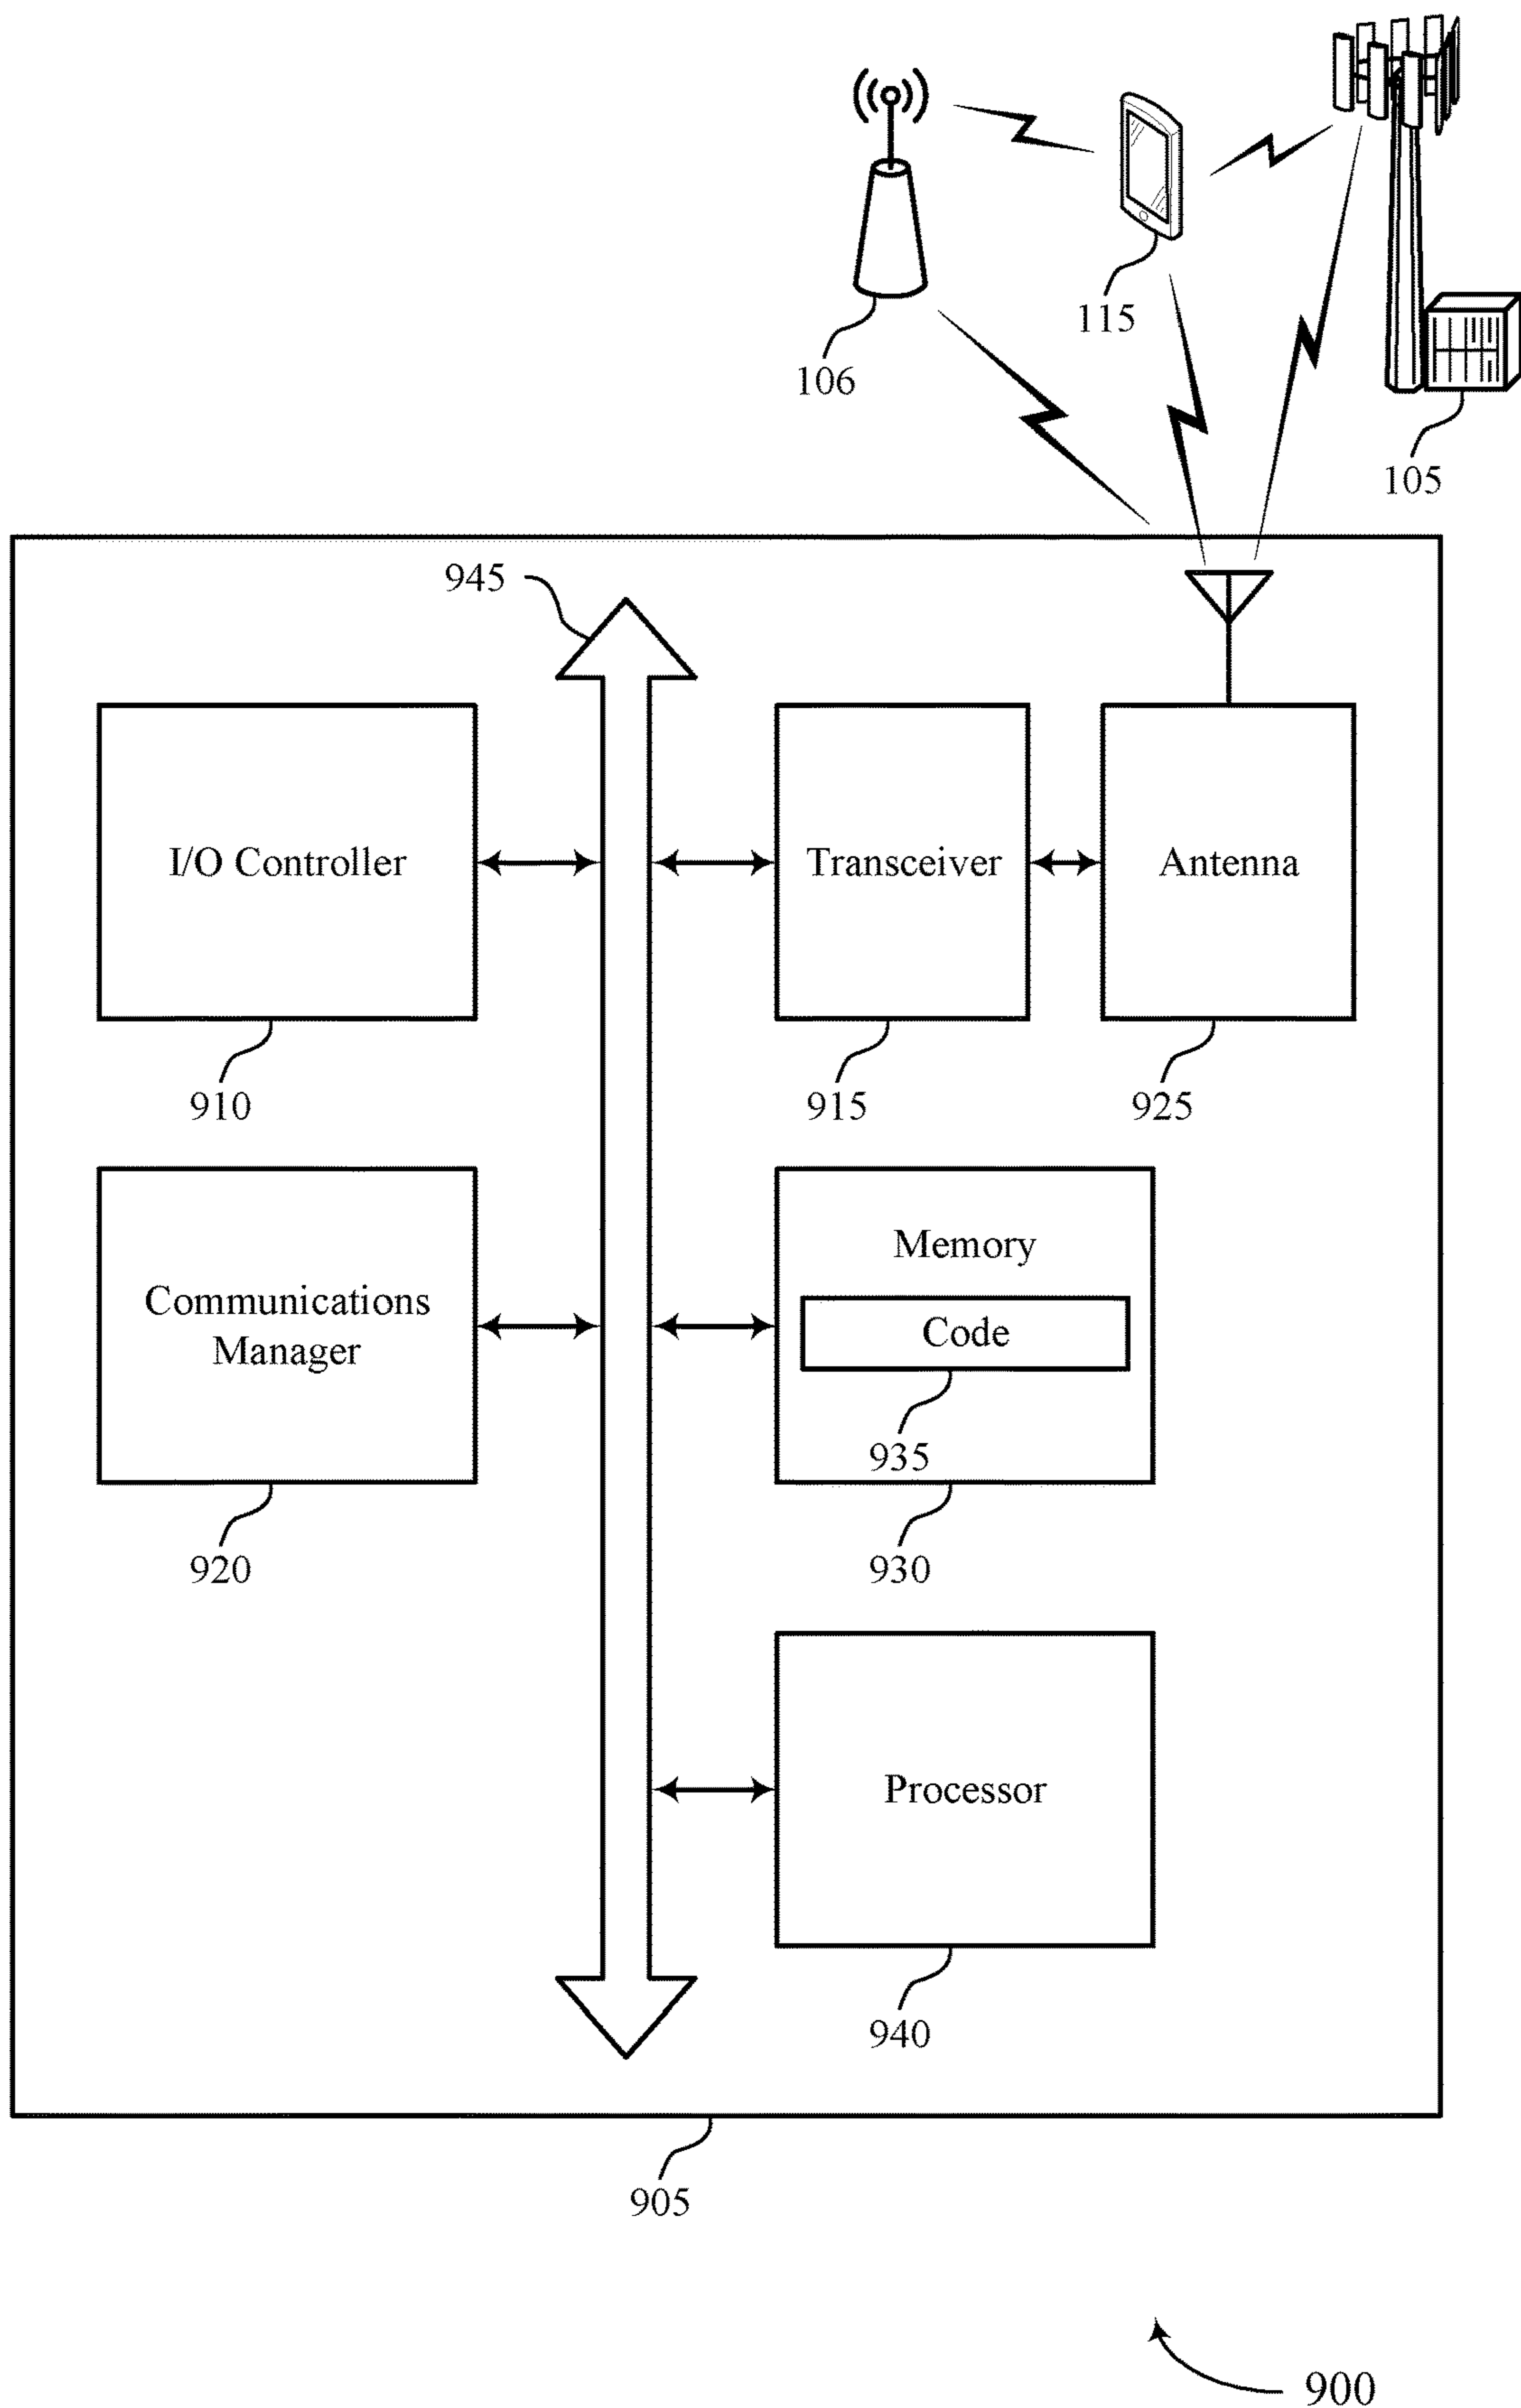 106
115
105
945
I/O Controller
Transceiver
Antenna
910
915
925
Communications
Manager
Memory
Code
935
920
930
Processor
940
905
900